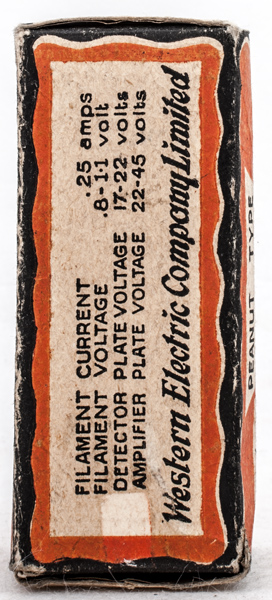 FILAMENT CURRENT .25 amps
FILAMENT VOLTAGE .8-1·1 volt
DETECTOR PLATE VOLTAGE 17-22 volts
AMPLIFIER PLATE VOLTAGE 22-45 volts
Western Electric Company Limited
PEANUT TYPE